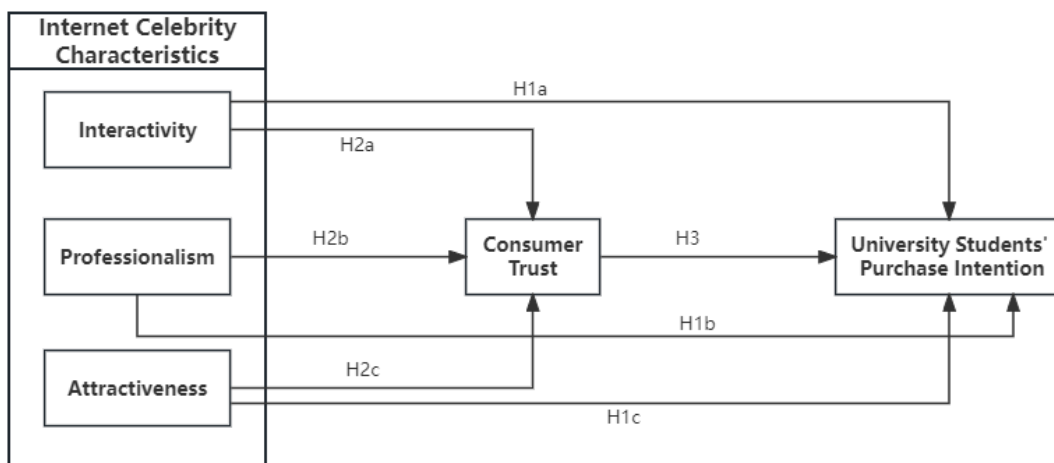 Internet Celebrity
Characteristics
H1a
Interactivity
H2a
Professionalism
H2b
Consumer
Trust
H3
University Students'
Purchase Intention
H1b
H2c
Attractiveness
H1c